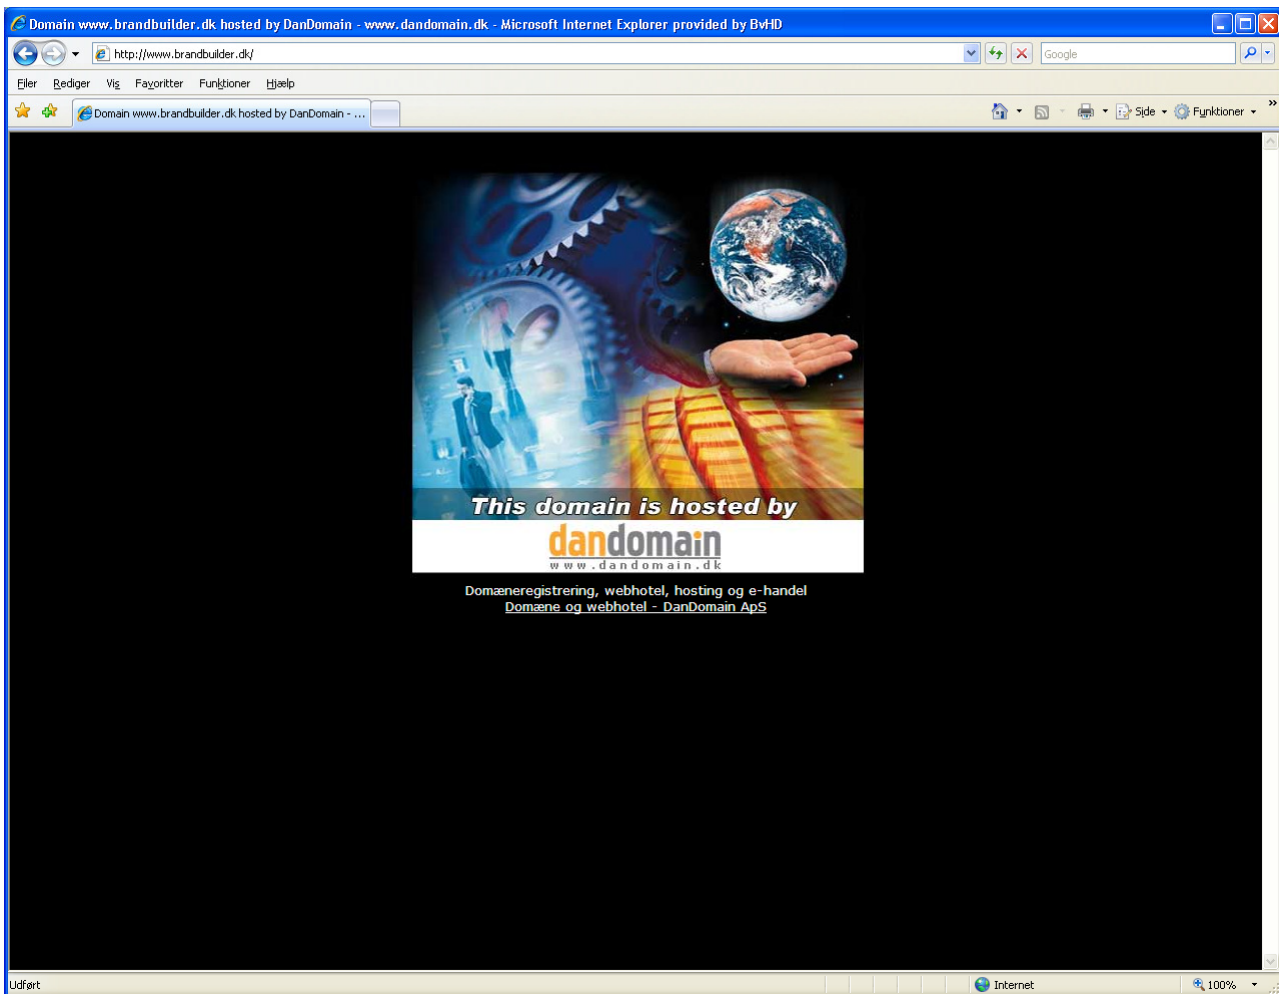 Domain www.brandbuilder.dk hosted by DanDomain - www.dandomain.dk - Microsoft Internet Explorer provided by BvHD
http://www.brandbuilder.dk/
Google
Filer Rediger Vis Favoritter Funktioner Hjælp
Domain www.brandbuilder.dk hosted by DanDomain - ...
Side Funktioner
This domain is hosted by
dandomain
www.dandomain.dk
Domæneregistrering, webhotel, hosting og e-handel
Domæne og webhotel - DanDomain ApS
Udført Internet 100%